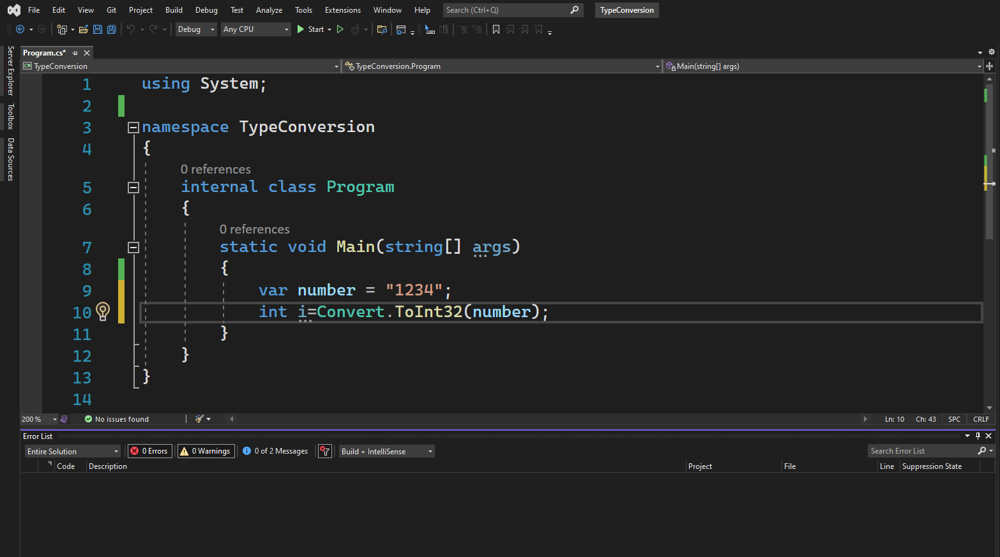 File Edit View Git Project Build Debug Test Analyze Tools Extensions Window Help Search (Ctrl+Q) TypeConversion
Debug Any CPU Start
Server Explorer
Toolbox
Data Sources
Program.cs*
C# TypeConversion TypeConversion.Program Main(string[] args)
1 using System;
2
3 namespace TypeConversion
4 {
0 references
5 internal class Program
6 {
0 references
7 static void Main(string[] args)
8 {
9 var number = "1234";
10 int i=Convert.ToInt32(number);
11 }
12 }
13 }
14
200 % No issues found Ln: 10 Ch: 43 SPC CRLF
Error List
Entire Solution 0 Errors 0 Warnings 0 of 2 Messages Build + IntelliSense Search Error List
Code Description Project File Line Suppression State